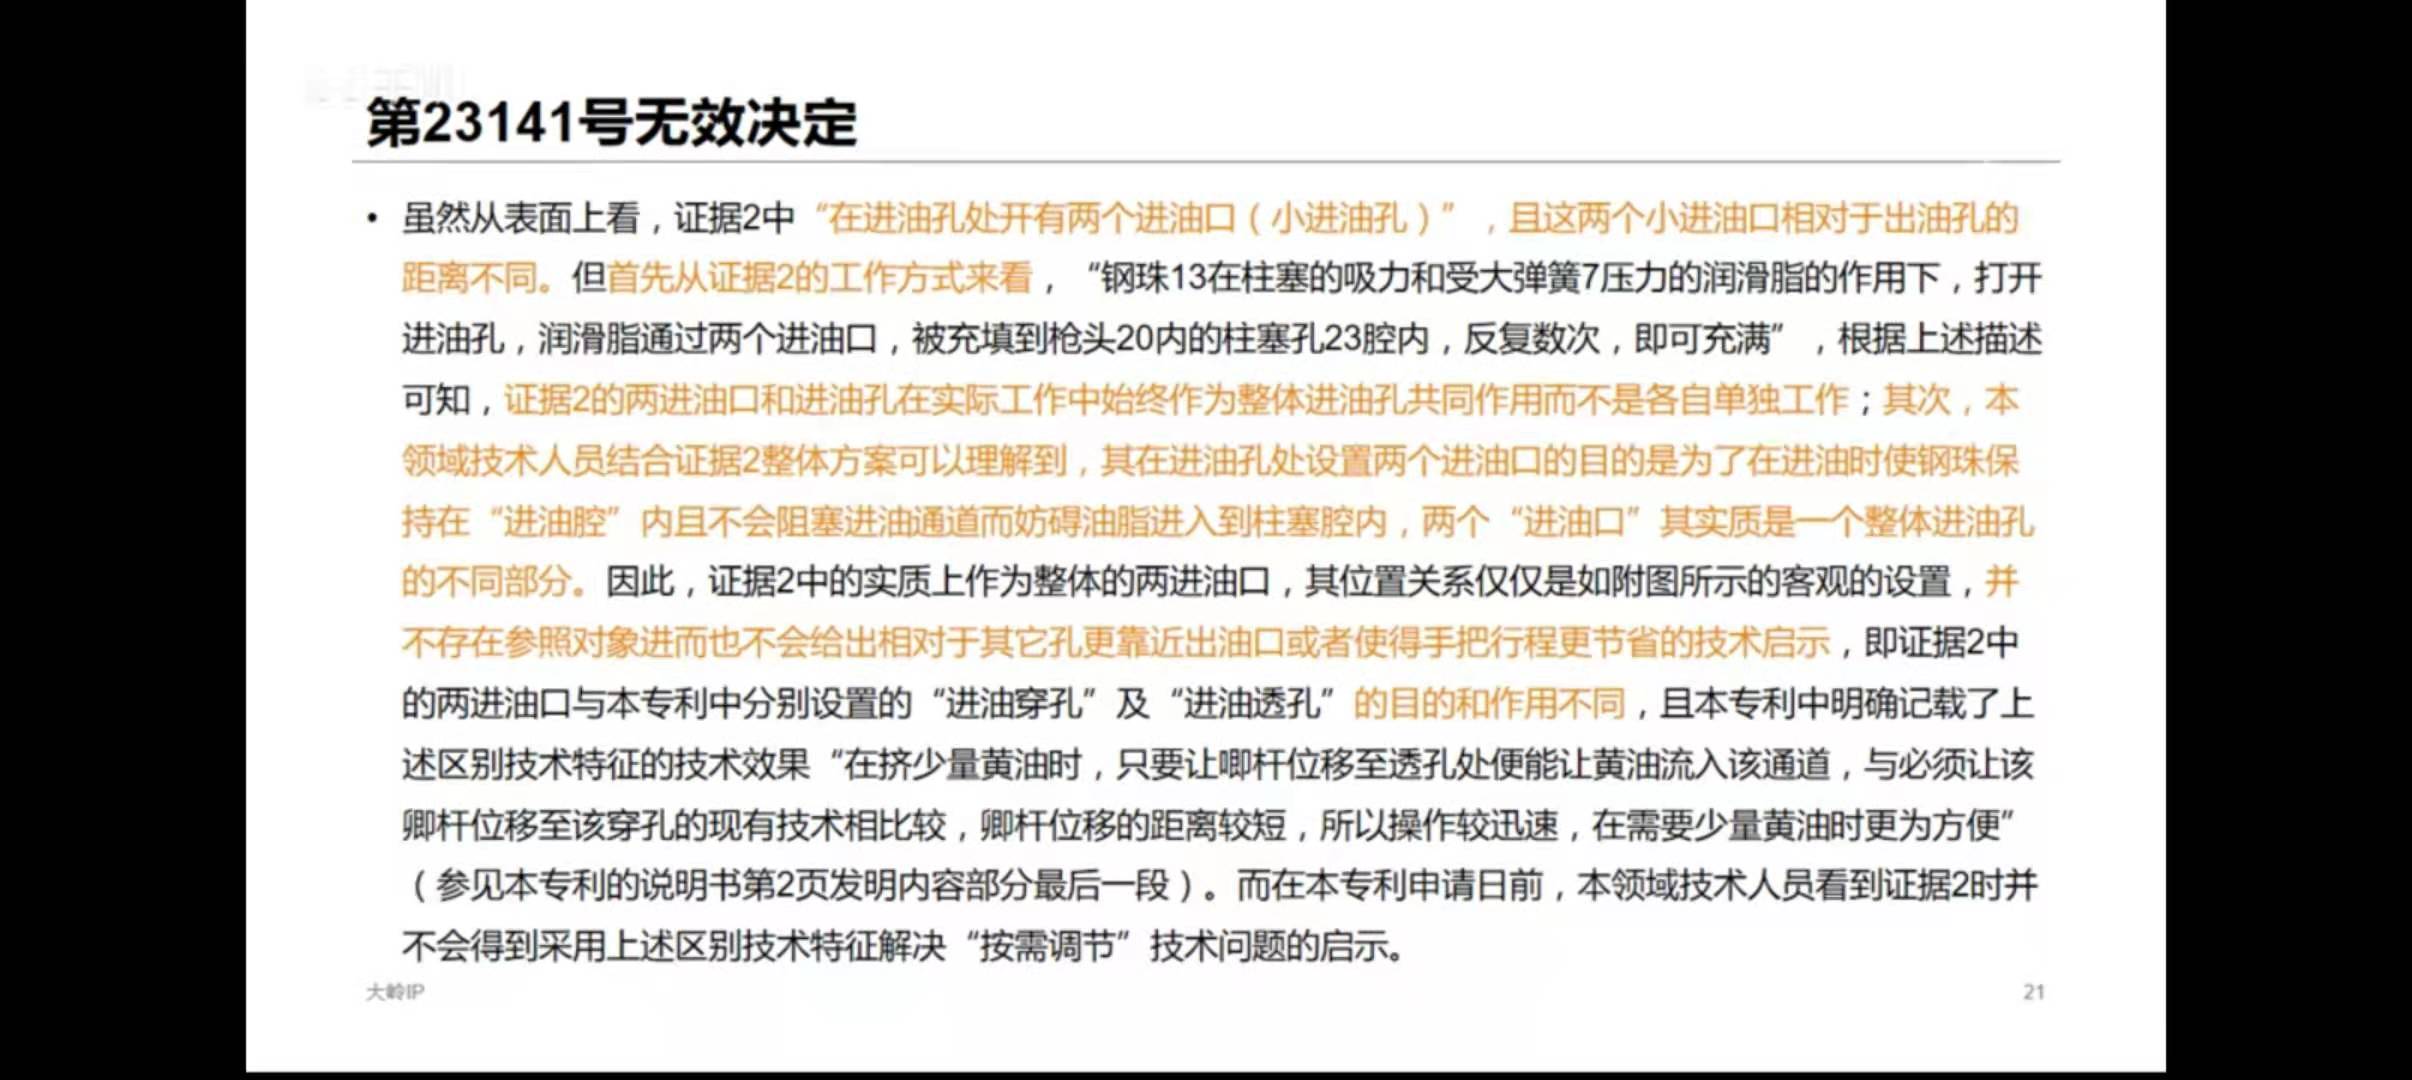 第23141号无效决定
• 虽然从表面上看，证据2中“在进油孔处开有两个进油口（小进油孔）”，且这两个小进油口相对于出油孔的
距离不同。但首先从证据2的工作方式来看，“钢珠13在柱塞的吸力和受大弹簧7压力的润滑脂的作用下，打开
进油孔，润滑脂通过两个进油口，被充填到枪头20内的柱塞孔23腔内，反复数次，即可充满”，根据上述描述
可知，证据2的两进油口和进油孔在实际工作中始终作为整体进油孔共同作用而不是各自单独工作；其次，本
领域技术人员结合证据2整体方案可以理解到，其在进油孔处设置两个进油口的目的是为了在进油时使钢珠保
持在“进油腔”内且不会阻塞进油通道而妨碍油脂进入到柱塞腔内，两个“进油口”其实质是一个整体进油孔
的不同部分。因此，证据2中的实质上作为整体的两进油口，其位置关系仅仅是如附图所示的客观的设置，并
不存在参照对象进而也不会给出相对于其它孔更靠近出油口或者使得手把行程更节省的技术启示，即证据2中
的两进油口与本专利中分别设置的“进油穿孔”及“进油透孔”的目的和作用不同，且本专利中明确记载了上
述区别技术特征的技术效果“在挤少量黄油时，只要让唧杆位移至透孔处便能让黄油流入该通道，与必须让该
卿杆位移至该穿孔的现有技术相比较，卿杆位移的距离较短，所以操作较迅速，在需要少量黄油时更为方便”
（参见本专利的说明书第2页发明内容部分最后一段）。而在本专利申请日前，本领域技术人员看到证据2时并
不会得到采用上述区别技术特征解决“按需调节”技术问题的启示。
大岭IP
21